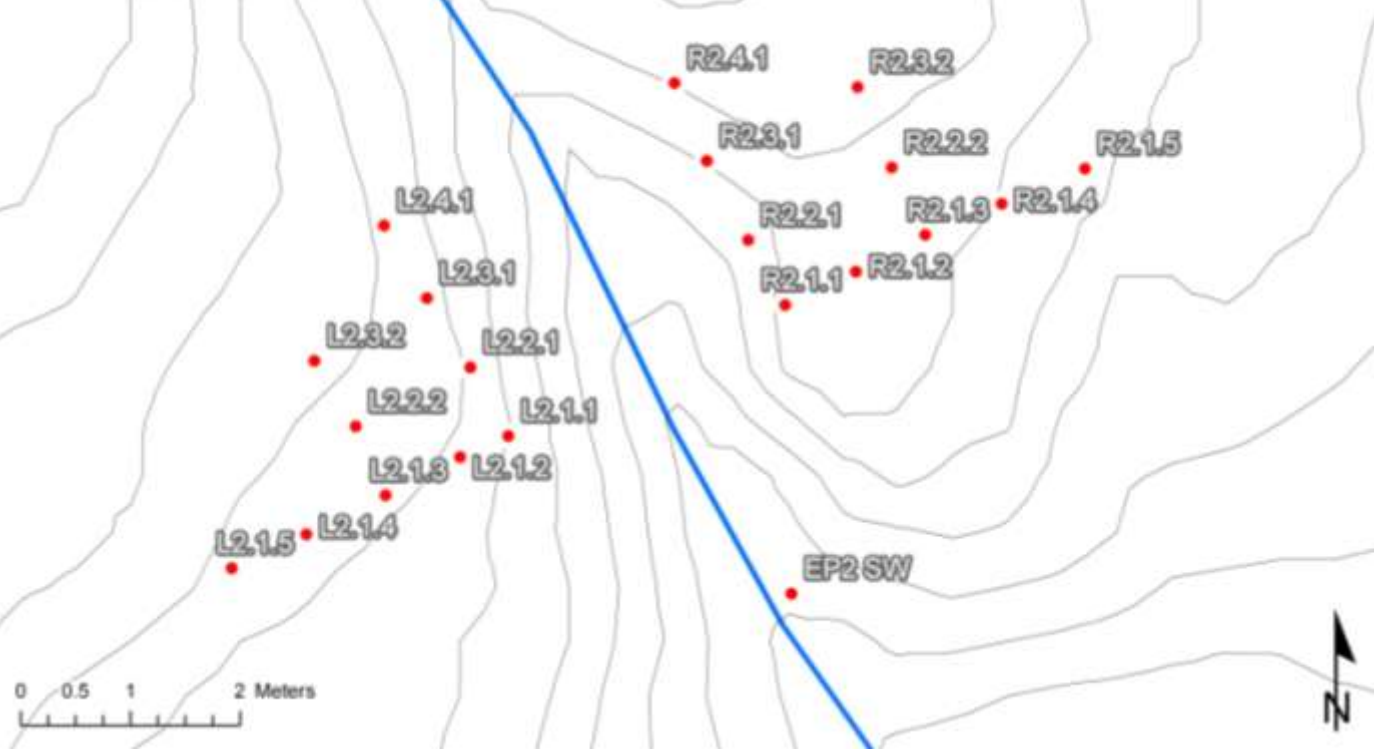 R2.4.1
R2.3.2
R2.3.1
R2.2.2
R2.1.5
L2.4.1
R2.2.1
R2.1.3
R2.1.4
L2.3.1
R2.1.1
R2.1.2
L2.3.2
L2.2.1
L2.2.2
L2.1.1
L2.1.3
L2.1.2
L2.1.5
L2.1.4
EP2 SW
0 0.5 1 2 Meters
N